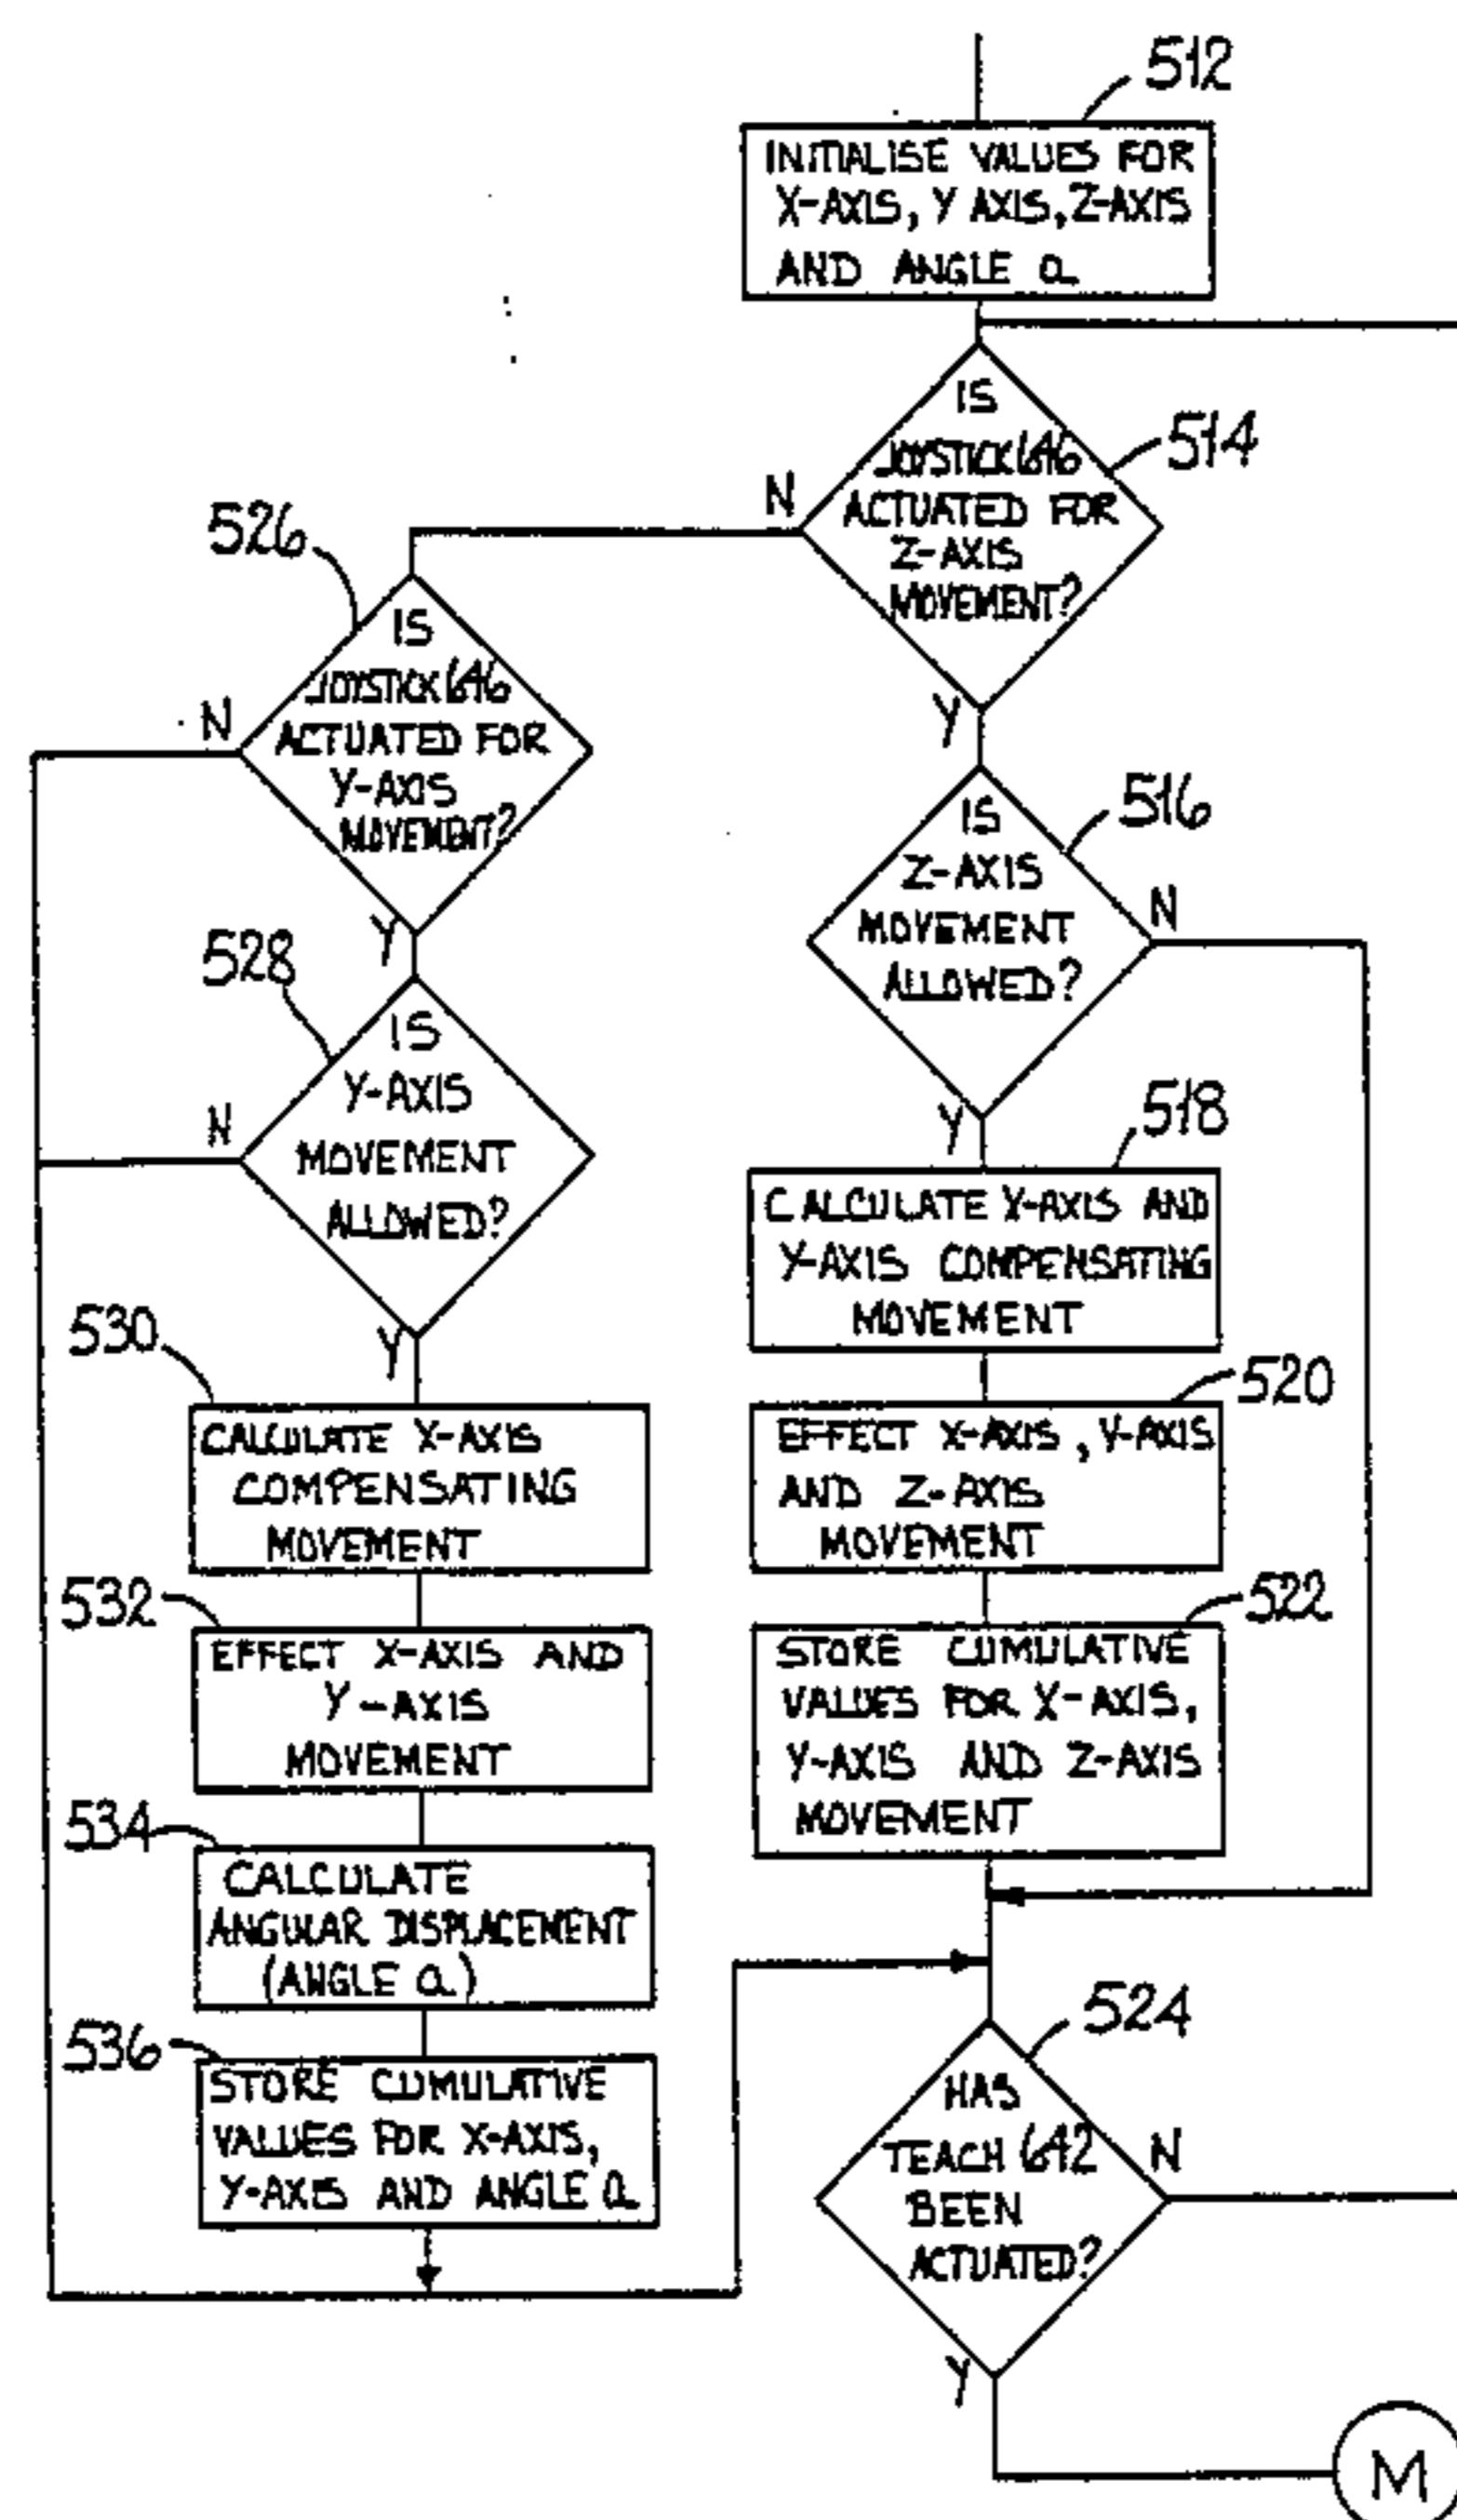 512
INITIALISE VALUES FOR
X-AXIS, Y AXIS, Z-AXIS
AND ANGLE a
IS
JOYSTICK 646
ACTUATED FOR
Z-AXIS
MOVEMENT?
514
N
Y
526
IS
JOYSTICK 646
ACTUATED FOR
Y-AXIS
MOVEMENT?
N
Y
516
IS
Z-AXIS
MOVEMENT
ALLOWED?
N
Y
528
IS
Y-AXIS
MOVEMENT
ALLOWED?
N
Y
518
CALCULATE X-AXIS AND
Y-AXIS COMPENSATING
MOVEMENT
530
CALCULATE X-AXIS
COMPENSATING
MOVEMENT
520
EFFECT X-AXIS, Y-AXIS
AND Z-AXIS
MOVEMENT
532
EFFECT X-AXIS AND
Y-AXIS
MOVEMENT
522
STORE CUMULATIVE
VALUES FOR X-AXIS,
Y-AXIS AND Z-AXIS
MOVEMENT
534
CALCULATE
ANGULAR DISPLACEMENT
(ANGLE a)
536
STORE CUMULATIVE
VALUES FOR X-AXIS,
Y-AXIS AND ANGLE a
524
HAS
TEACH 642
BEEN
ACTUATED?
N
Y
M